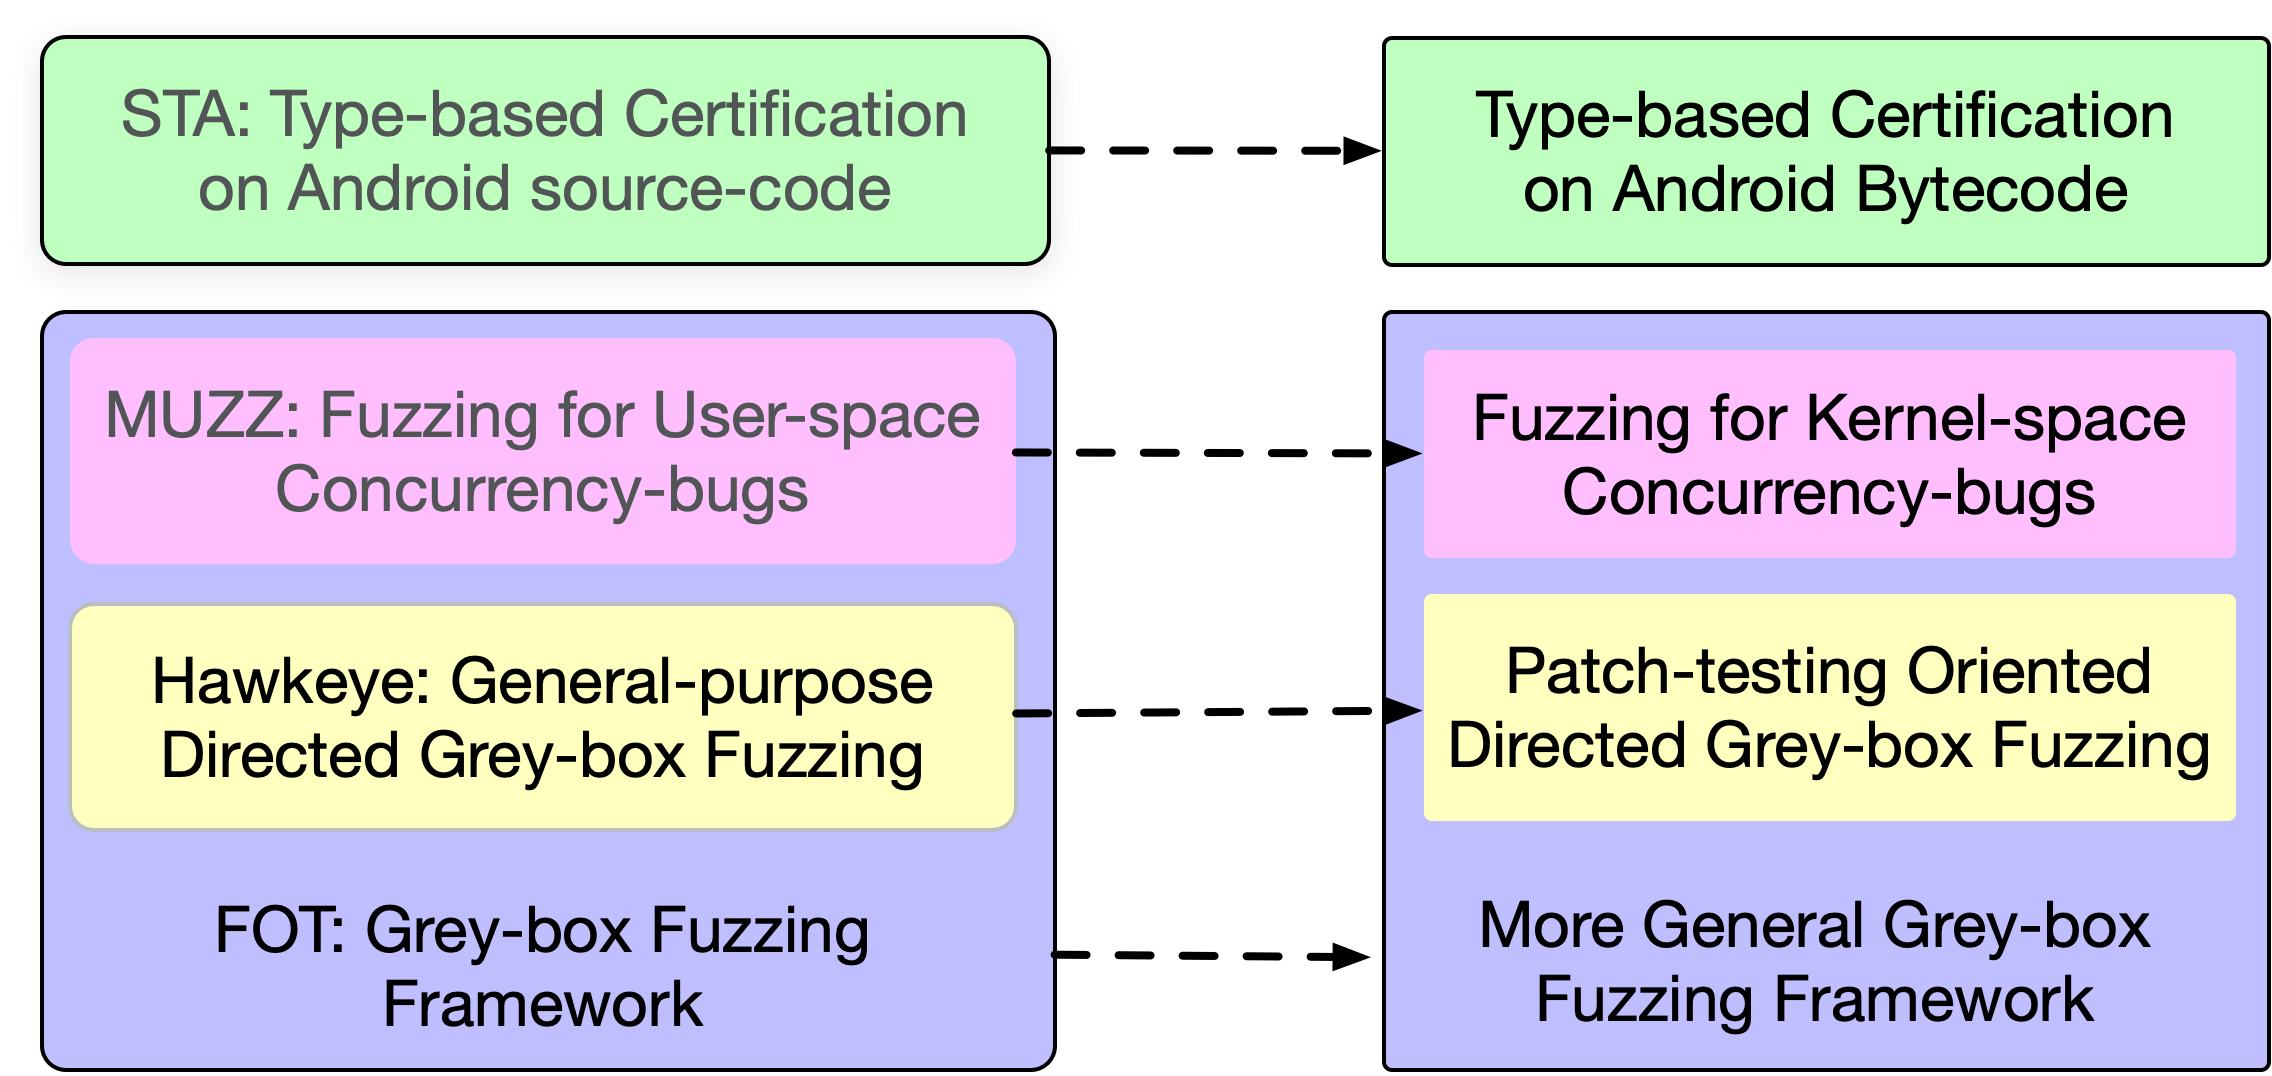 STA: Type-based Certification
on Android source-code
Type-based Certification
on Android Bytecode
MUZZ: Fuzzing for User-space
Concurrency-bugs
Fuzzing for Kernel-space
Concurrency-bugs
Hawkeye: General-purpose
Directed Grey-box Fuzzing
Patch-testing Oriented
Directed Grey-box Fuzzing
FOT: Grey-box Fuzzing
Framework
More General Grey-box
Fuzzing Framework